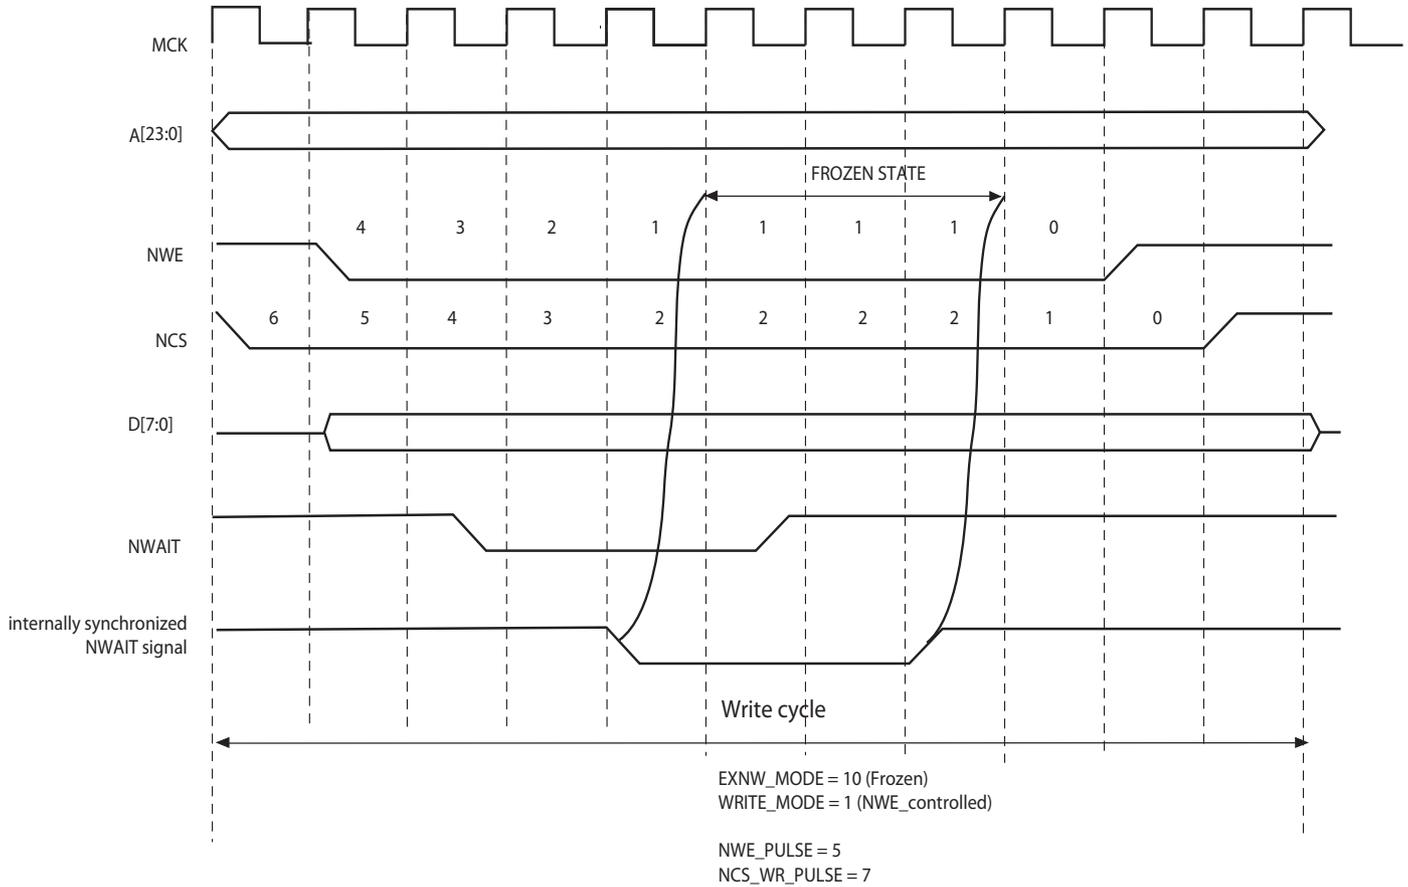 MCK
A[23:0]
FROZEN STATE
4 3 2 1 1 1 1 0
NWE
6 5 4 3 2 2 2 2 1 0
NCS
D[7:0]
NWAIT
internally synchronized
NWAIT signal
Write cycle
EXNW_MODE = 10 (Frozen)
WRITE_MODE = 1 (NWE_controlled)
NWE_PULSE = 5
NCS_WR_PULSE = 7